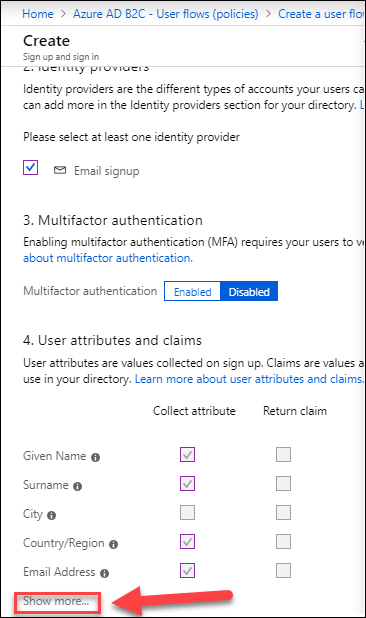 Home > Azure AD B2C - User flows (policies) > Create a user flo
Create
Sign up and sign in
2. Identity providers
Identity providers are the different types of accounts your users ca
can add more in the Identity providers section for your directory. L
Please select at least one identity provider
Email signup
3. Multifactor authentication
Enabling multifactor authentication (MFA) requires your users to ve
about multifactor authentication.
Multifactor authentication Enabled Disabled
4. User attributes and claims
User attributes are values collected on sign up. Claims are values a
use in your directory. Learn more about user attributes and claims.
Collect attribute Return claim
Given Name
Surname
City
Country/Region
Email Address
Show more...